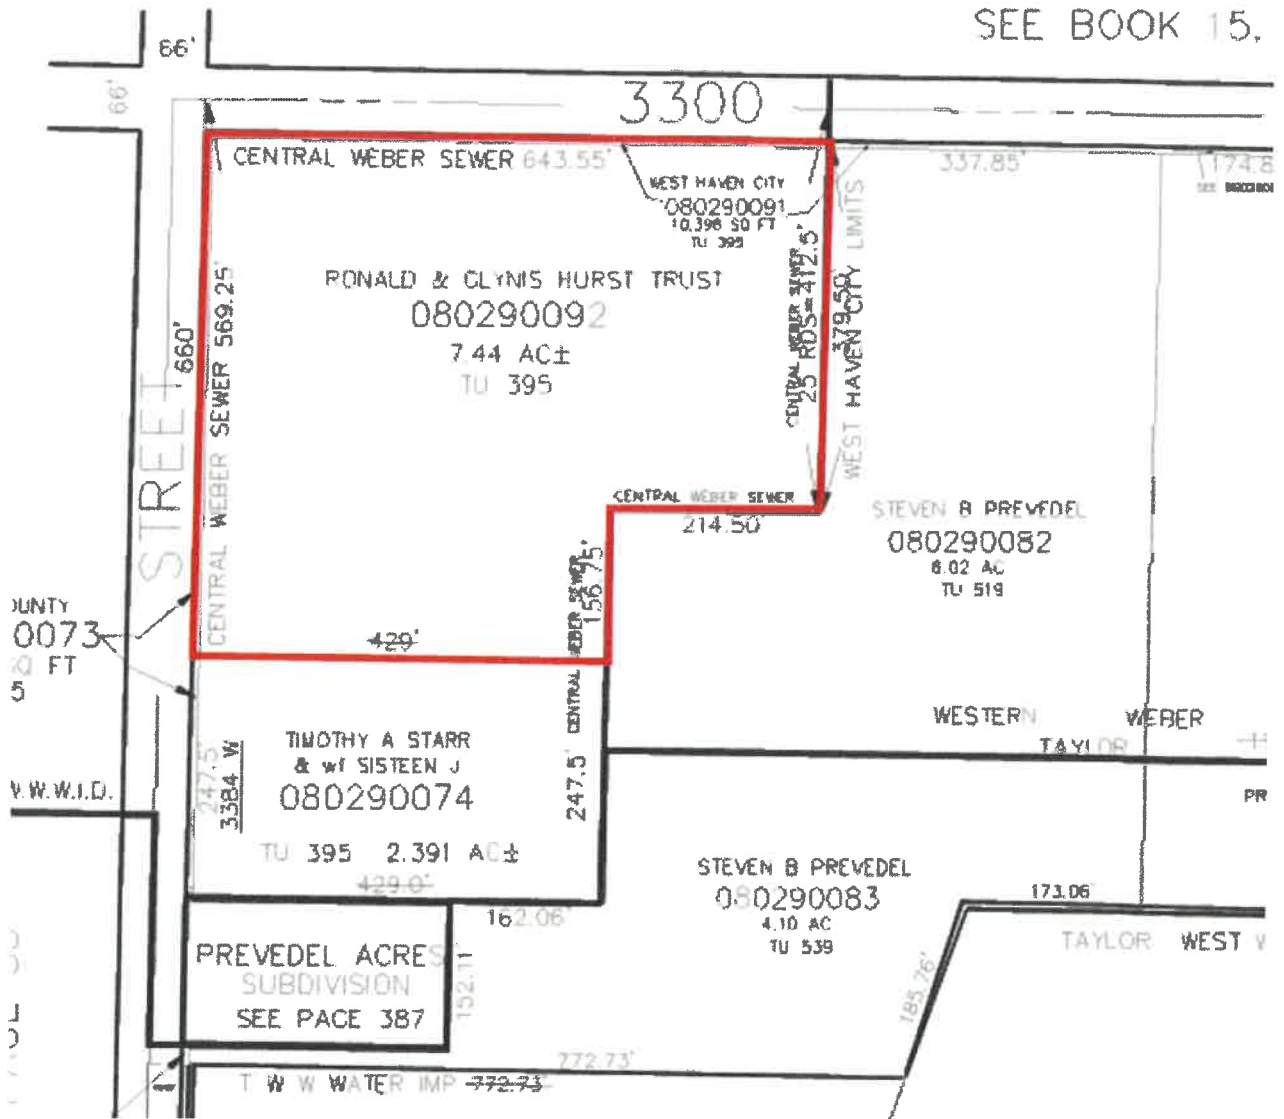 SEE BOOK 15.
66'
66'
3300
CENTRAL WEBER SEWER 643.55'
337.85'
174.8
WEST HAVEN CITY
080290091
10,398 SQ FT
TU 395
RONALD & GLYNIS HURST TRUST
080290092
7.44 AC±
TU 395
660'
CENTRAL WEBER SEWER 569.25'
STREET
CENTRAL WEBER SEWER
25 RDS=412.5'
379.50
WEST HAVEN CITY LIMITS
CENTRAL WEBER SEWER
214.50'
STEVEN B PREVEDEL
080290082
6.02 AC
TU 519
CENTRAL WEBER SEWER
156.75'
OUNTY
0073
FT
5
429'
TIMOTHY A STARR
& wf SISTEEN J
080290074
TU 395 2.391 AC±
247.5'
3384 W
247.5'
429.0'
WESTERN WEBER
TAYLOR
W.W.I.D.
PR
STEVEN B PREVEDEL
080290083
4.10 AC
TU 539
173.06
TAYLOR WEST W
162.06'
PREVEDEL ACRES
SUBDIVISION
SEE PAGE 387
152.11
185.76'
772.73'
T W W WATER IMP 772.73'